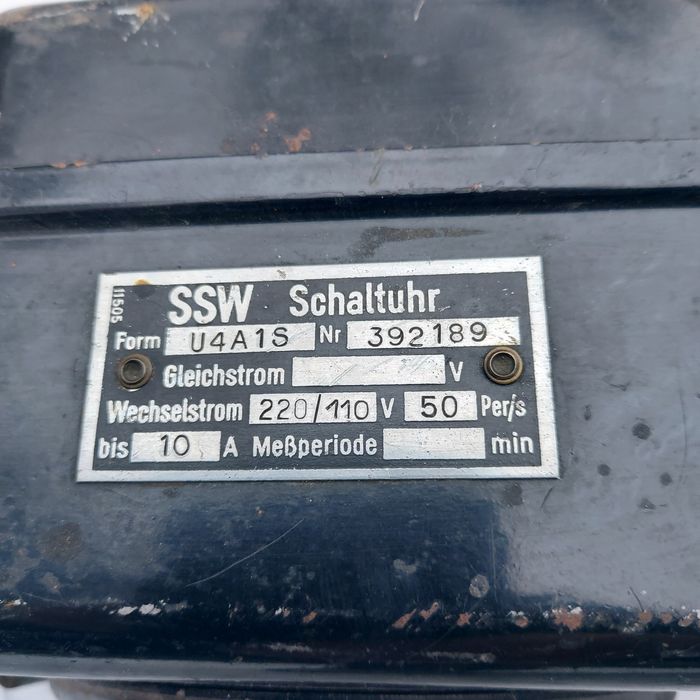 11505
SSW Schaltuhr
Form U4A1S Nr 392189
Gleichstrom V
Wechselstrom 220/110 V 50 Per/s
bis 10 A Meßperiode min